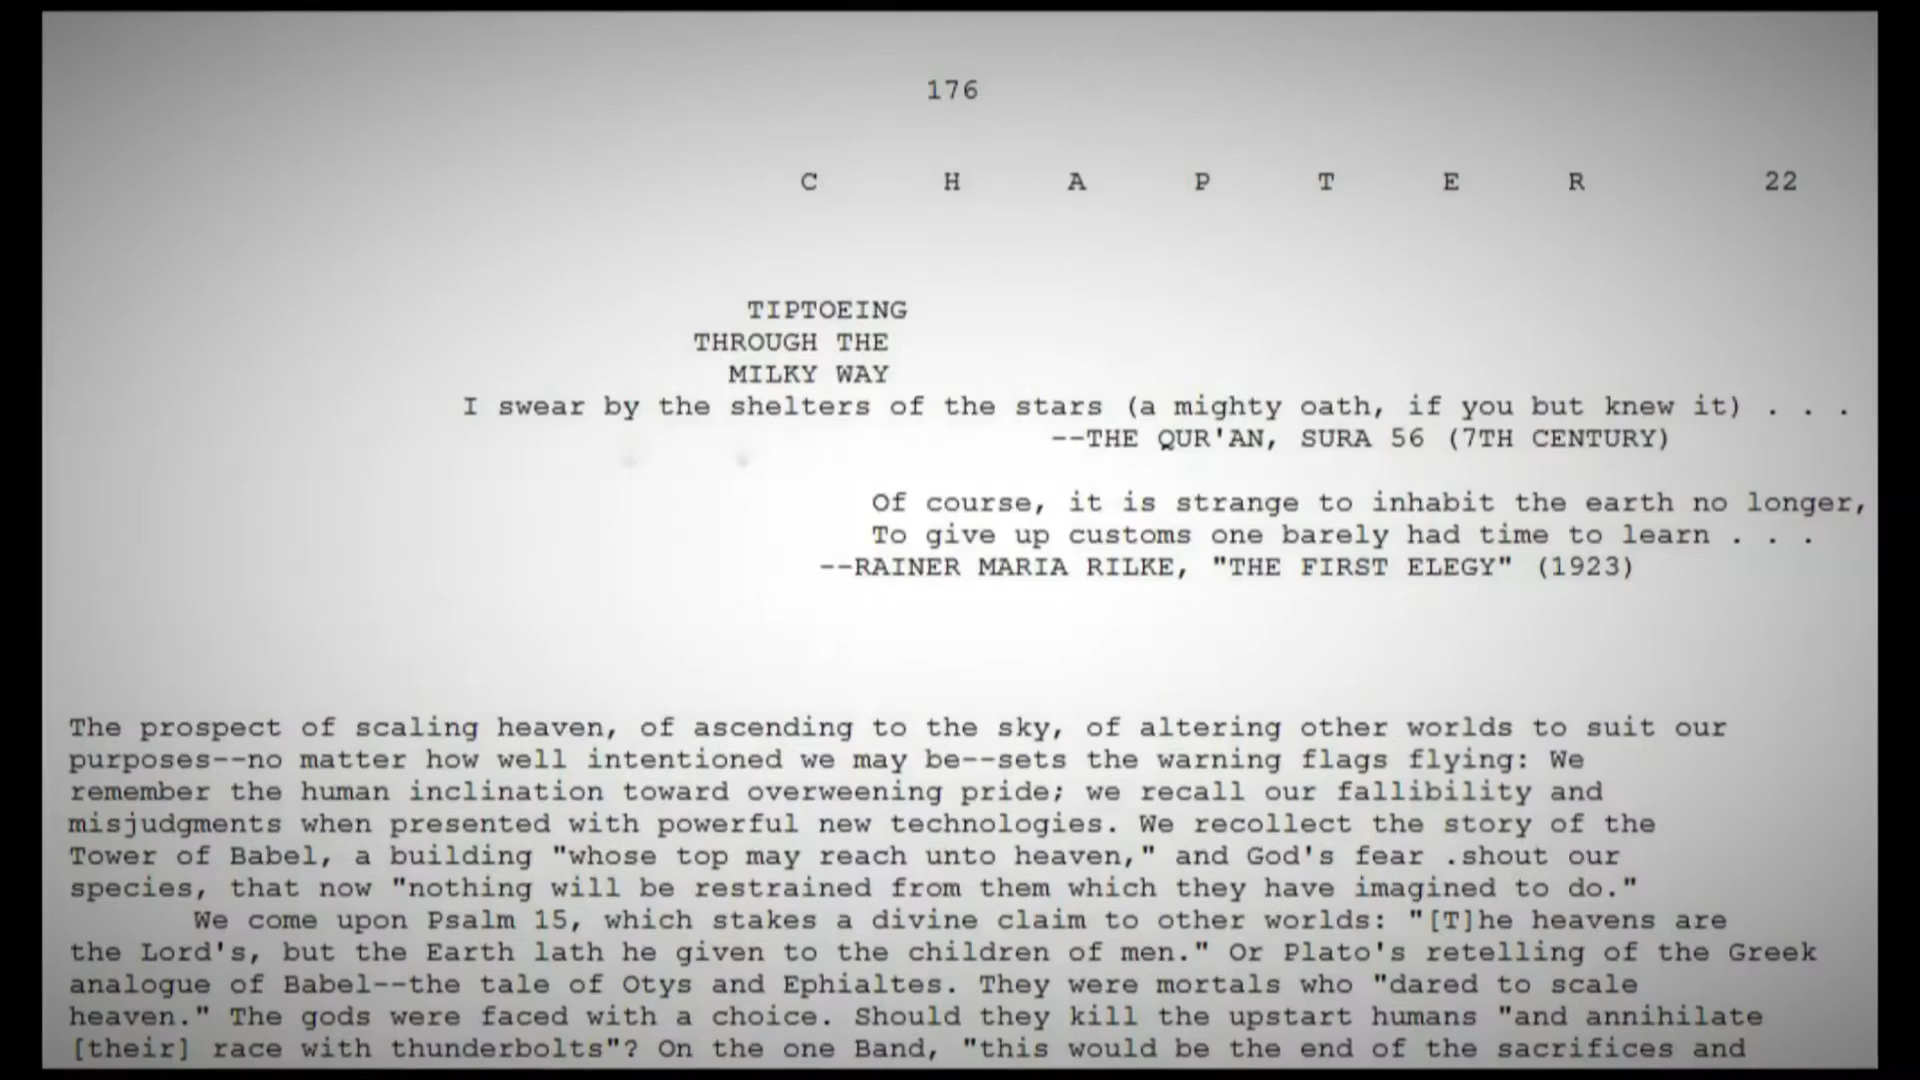 176
C H A P T E R 22
TIPTOEING
THROUGH THE
MILKY WAY
I swear by the shelters of the stars (a mighty oath, if you but knew it) . . .
--THE QUR'AN, SURA 56 (7TH CENTURY)
Of course, it is strange to inhabit the earth no longer,
To give up customs one barely had time to learn . . .
--RAINER MARIA RILKE, "THE FIRST ELEGY" (1923)
The prospect of scaling heaven, of ascending to the sky, of altering other worlds to suit our
purposes--no matter how well intentioned we may be--sets the warning flags flying: We
remember the human inclination toward overweening pride; we recall our fallibility and
misjudgments when presented with powerful new technologies. We recollect the story of the
Tower of Babel, a building "whose top may reach unto heaven," and God's fear .shout our
species, that now "nothing will be restrained from them which they have imagined to do."
We come upon Psalm 15, which stakes a divine claim to other worlds: "[T]he heavens are
the Lord's, but the Earth lath he given to the children of men." Or Plato's retelling of the Greek
analogue of Babel--the tale of Otys and Ephialtes. They were mortals who "dared to scale
heaven." The gods were faced with a choice. Should they kill the upstart humans "and annihilate
[their] race with thunderbolts"? On the one Band, "this would be the end of the sacrifices and